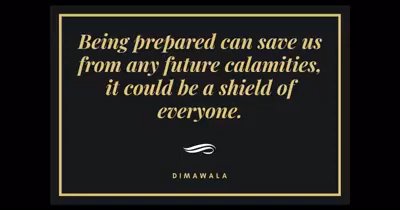 Being prepared can save us
from any future calamities,
it could be a shield of
everyone.
DIMAWALA